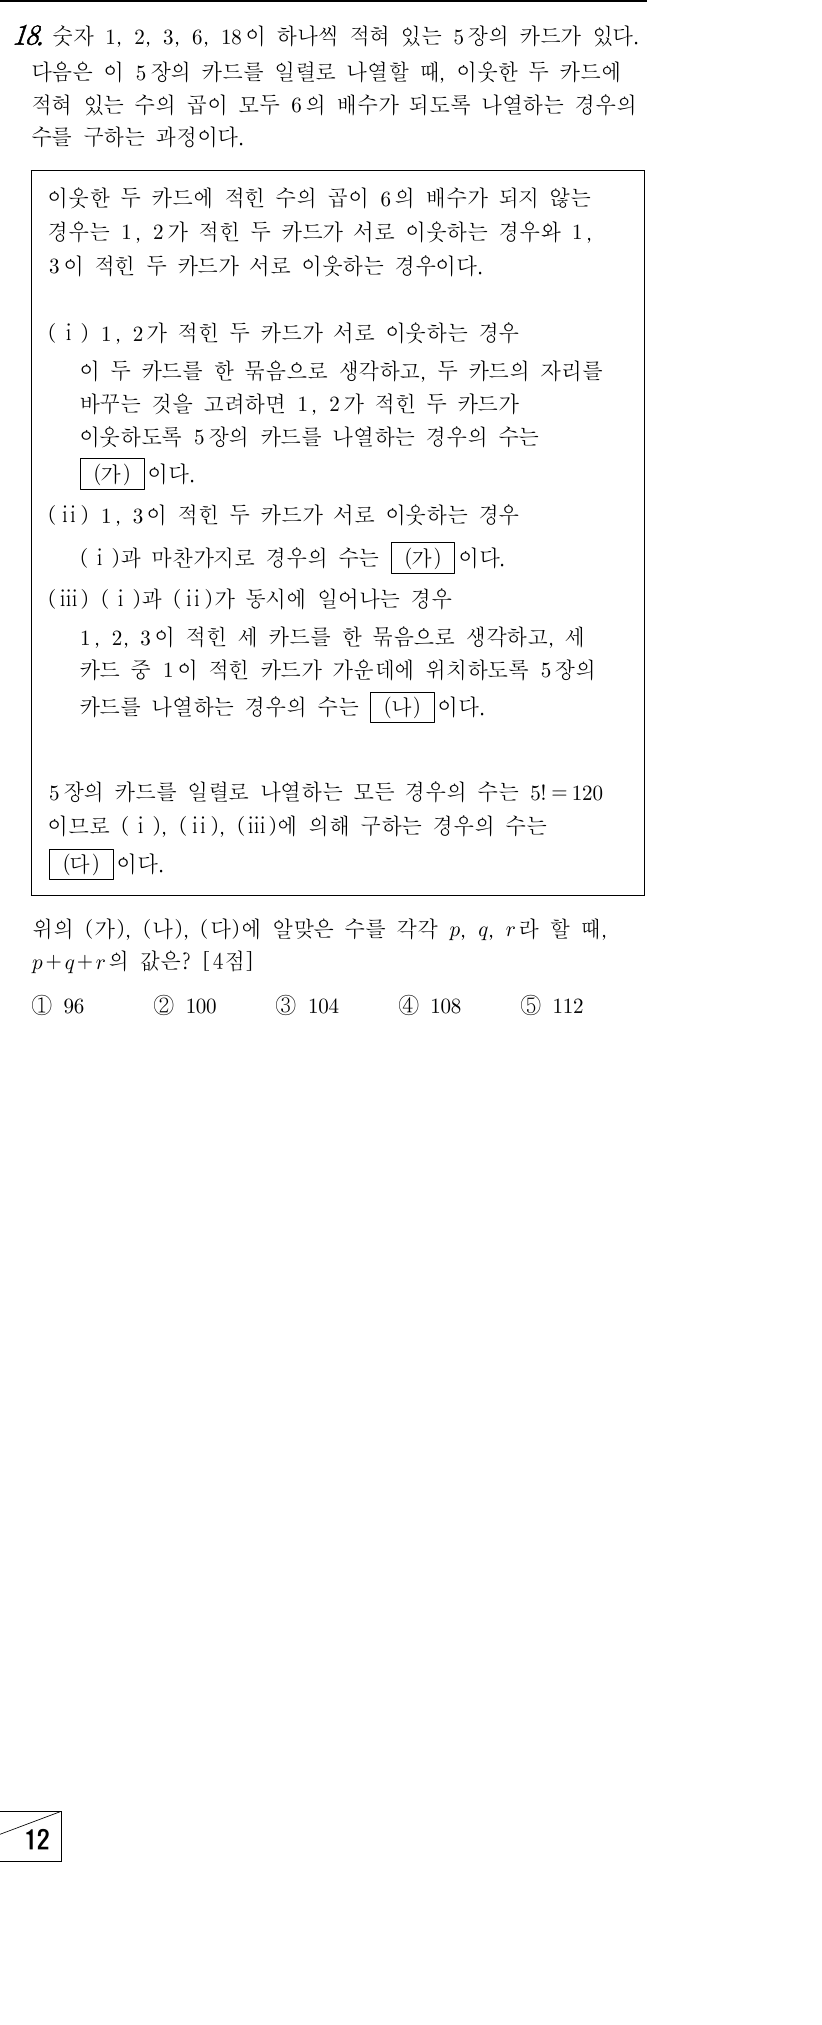 18. 숫자 1, 2, 3, 6, 18이 하나씩 적혀 있는 5장의 카드가 있다.
다음은 이 5장의 카드를 일렬로 나열할 때, 이웃한 두 카드에
적혀 있는 수의 곱이 모두 6의 배수가 되도록 나열하는 경우의
수를 구하는 과정이다.
이웃한 두 카드에 적힌 수의 곱이 6의 배수가 되지 않는
경우는 1, 2가 적힌 두 카드가 서로 이웃하는 경우와 1,
3이 적힌 두 카드가 서로 이웃하는 경우이다.
(ⅰ) 1, 2가 적힌 두 카드가 서로 이웃하는 경우
이 두 카드를 한 묶음으로 생각하고, 두 카드의 자리를
바꾸는 것을 고려하면 1, 2가 적힌 두 카드가
이웃하도록 5장의 카드를 나열하는 경우의 수는
(가) 이다.
(ⅱ) 1, 3이 적힌 두 카드가 서로 이웃하는 경우
(ⅰ)과 마찬가지로 경우의 수는 (가) 이다.
(ⅲ) (ⅰ)과 (ⅱ)가 동시에 일어나는 경우
1, 2, 3이 적힌 세 카드를 한 묶음으로 생각하고, 세
카드 중 1이 적힌 카드가 가운데에 위치하도록 5장의
카드를 나열하는 경우의 수는 (나) 이다.
5장의 카드를 일렬로 나열하는 모든 경우의 수는 5! = 120
이므로 (ⅰ), (ⅱ), (ⅲ)에 의해 구하는 경우의 수는
(다) 이다.
위의 (가), (나), (다)에 알맞은 수를 각각 p, q, r라 할 때,
p+q+r의 값은? [4점]
① 96 ② 100 ③ 104 ④ 108 ⑤ 112
12